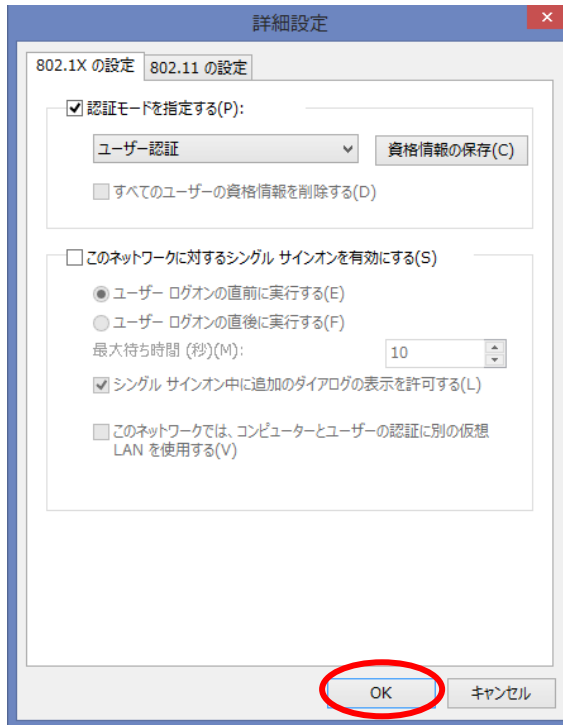 詳細設定
802.1X の設定 802.11 の設定
認証モードを指定する(P):
ユーザー認証 資格情報の保存(C)
すべてのユーザーの資格情報を削除する(D)
このネットワークに対するシングル サインオンを有効にする(S)
ユーザー ログオンの直前に実行する(E)
ユーザー ログオンの直後に実行する(F)
最大待ち時間 (秒)(M): 10
シングル サインオン中に追加のダイアログの表示を許可する(L)
このネットワークでは、コンピューターとユーザーの認証に別の仮想
LAN を使用する(V)
OK キャンセル